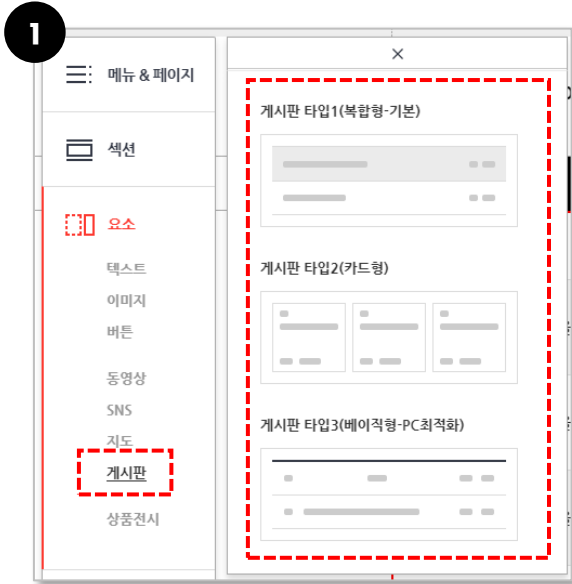 1
메뉴 & 페이지
섹션
요소
텍스트
이미지
버튼
동영상
SNS
지도
게시판
상품전시
×
게시판 타입1(복합형-기본)
게시판 타입2(카드형)
게시판 타입3(베이직형-PC최적화)